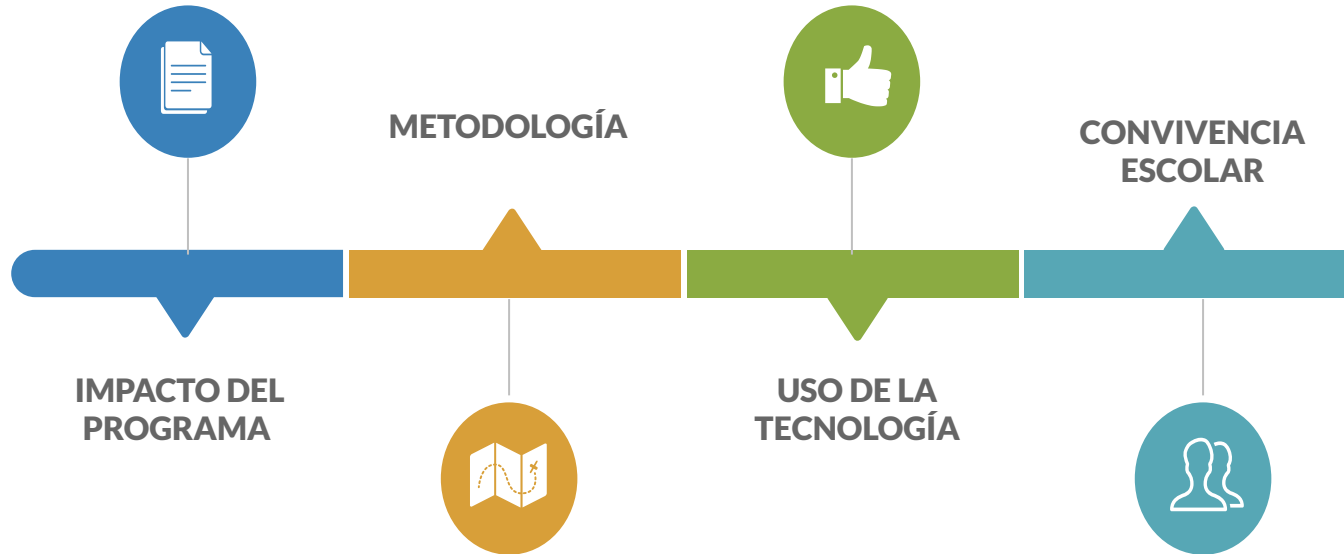 IMPACTO DEL
PROGRAMA
METODOLOGÍA
USO DE LA
TECNOLOGÍA
CONVIVENCIA
ESCOLAR